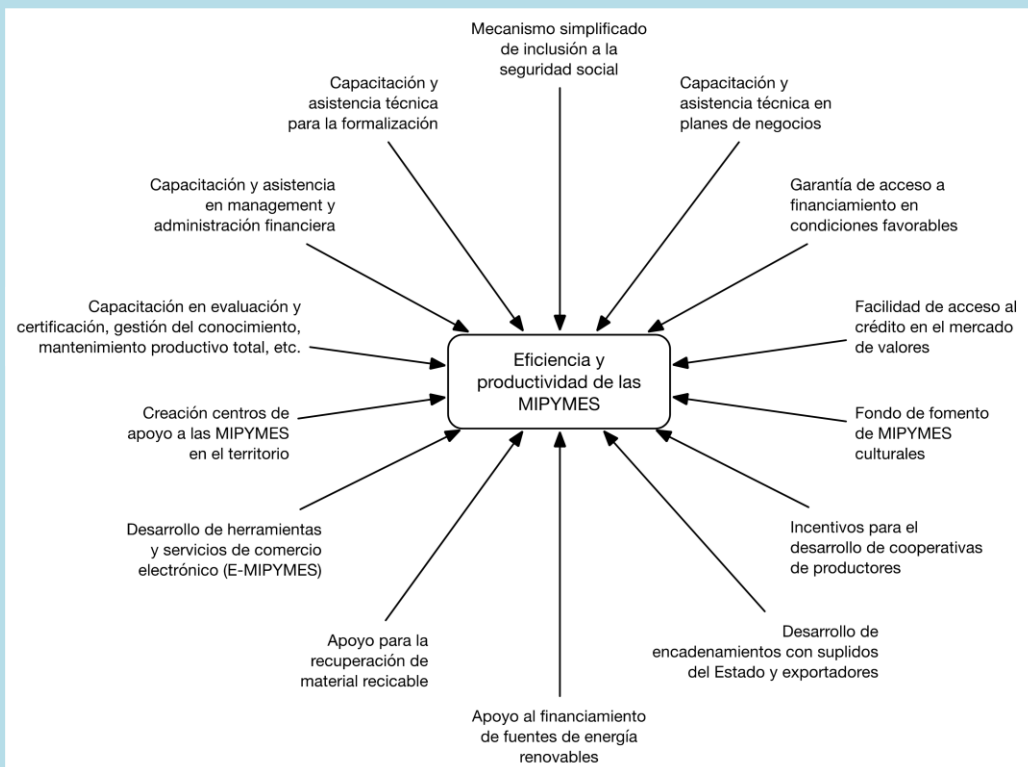 Mecanismo simplificado
de inclusión a la
seguridad social
Capacitación y
asistencia técnica
para la formalización
Capacitación y
asistencia técnica en
planes de negocios
Capacitación y asistencia
en management y
administración financiera
Garantía de acceso a
financiamiento en
condiciones favorables
Capacitación en evaluación y
certificación, gestión del conocimiento,
mantenimiento productivo total, etc.
Facilidad de acceso al
crédito en el mercado
de valores
Eficiencia y
productividad de las
MIPYMES
Creación centros de
apoyo a las MIPYMES
en el territorio
Fondo de fomento
de MIPYMES
culturales
Desarrollo de herramientas
y servicios de comercio
electrónico (E-MIPYMES)
Incentivos para el
desarrollo de cooperativas
de productores
Apoyo para la
recuperación de
material recicable
Desarrollo de
encadenamientos con suplidos
del Estado y exportadores
Apoyo al financiamiento
de fuentes de energía
renovables